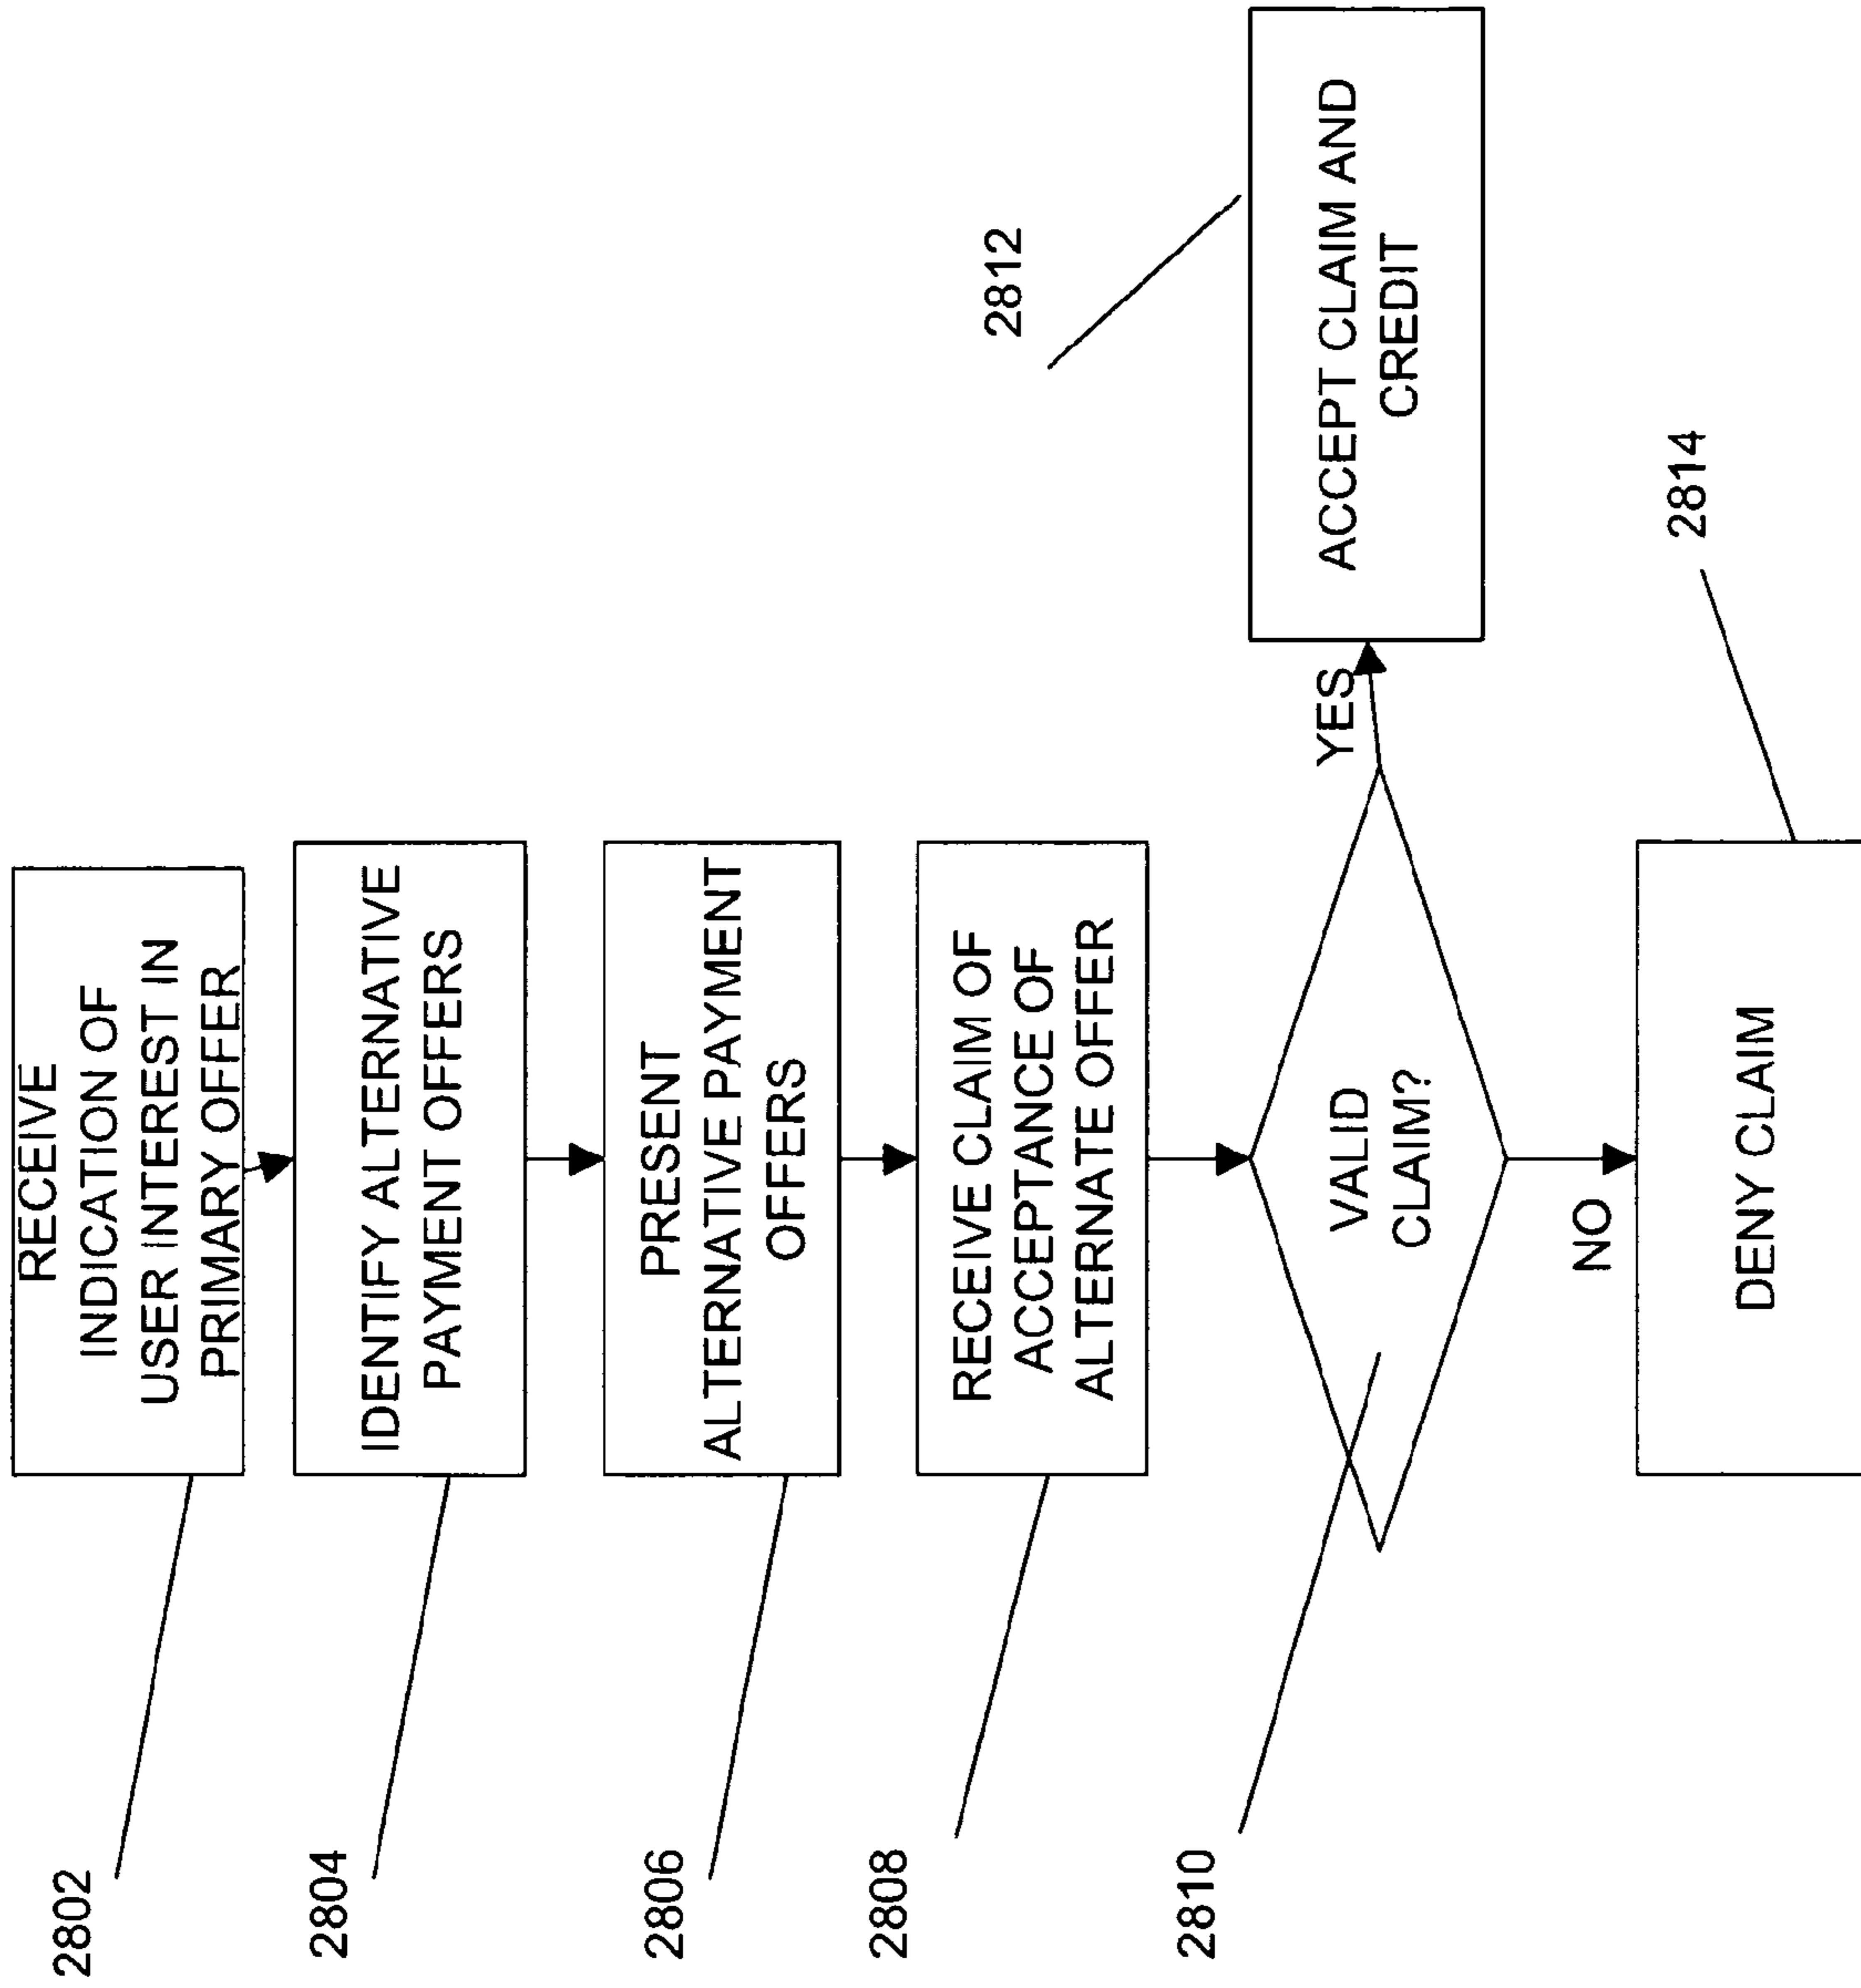 RECEIVE
INDICATION OF
USER INTEREST IN
PRIMARY OFFER
2802
IDENTIFY ALTERNATIVE
PAYMENT OFFERS
2804
PRESENT
ALTERNATIVE PAYMENT
OFFERS
2806
RECEIVE CLAIM OF
ACCEPTANCE OF
ALTERNATE OFFER
2808
VALID
CLAIM?
2810
YES
ACCEPT CLAIM AND
CREDIT
2812
NO
DENY CLAIM
2814